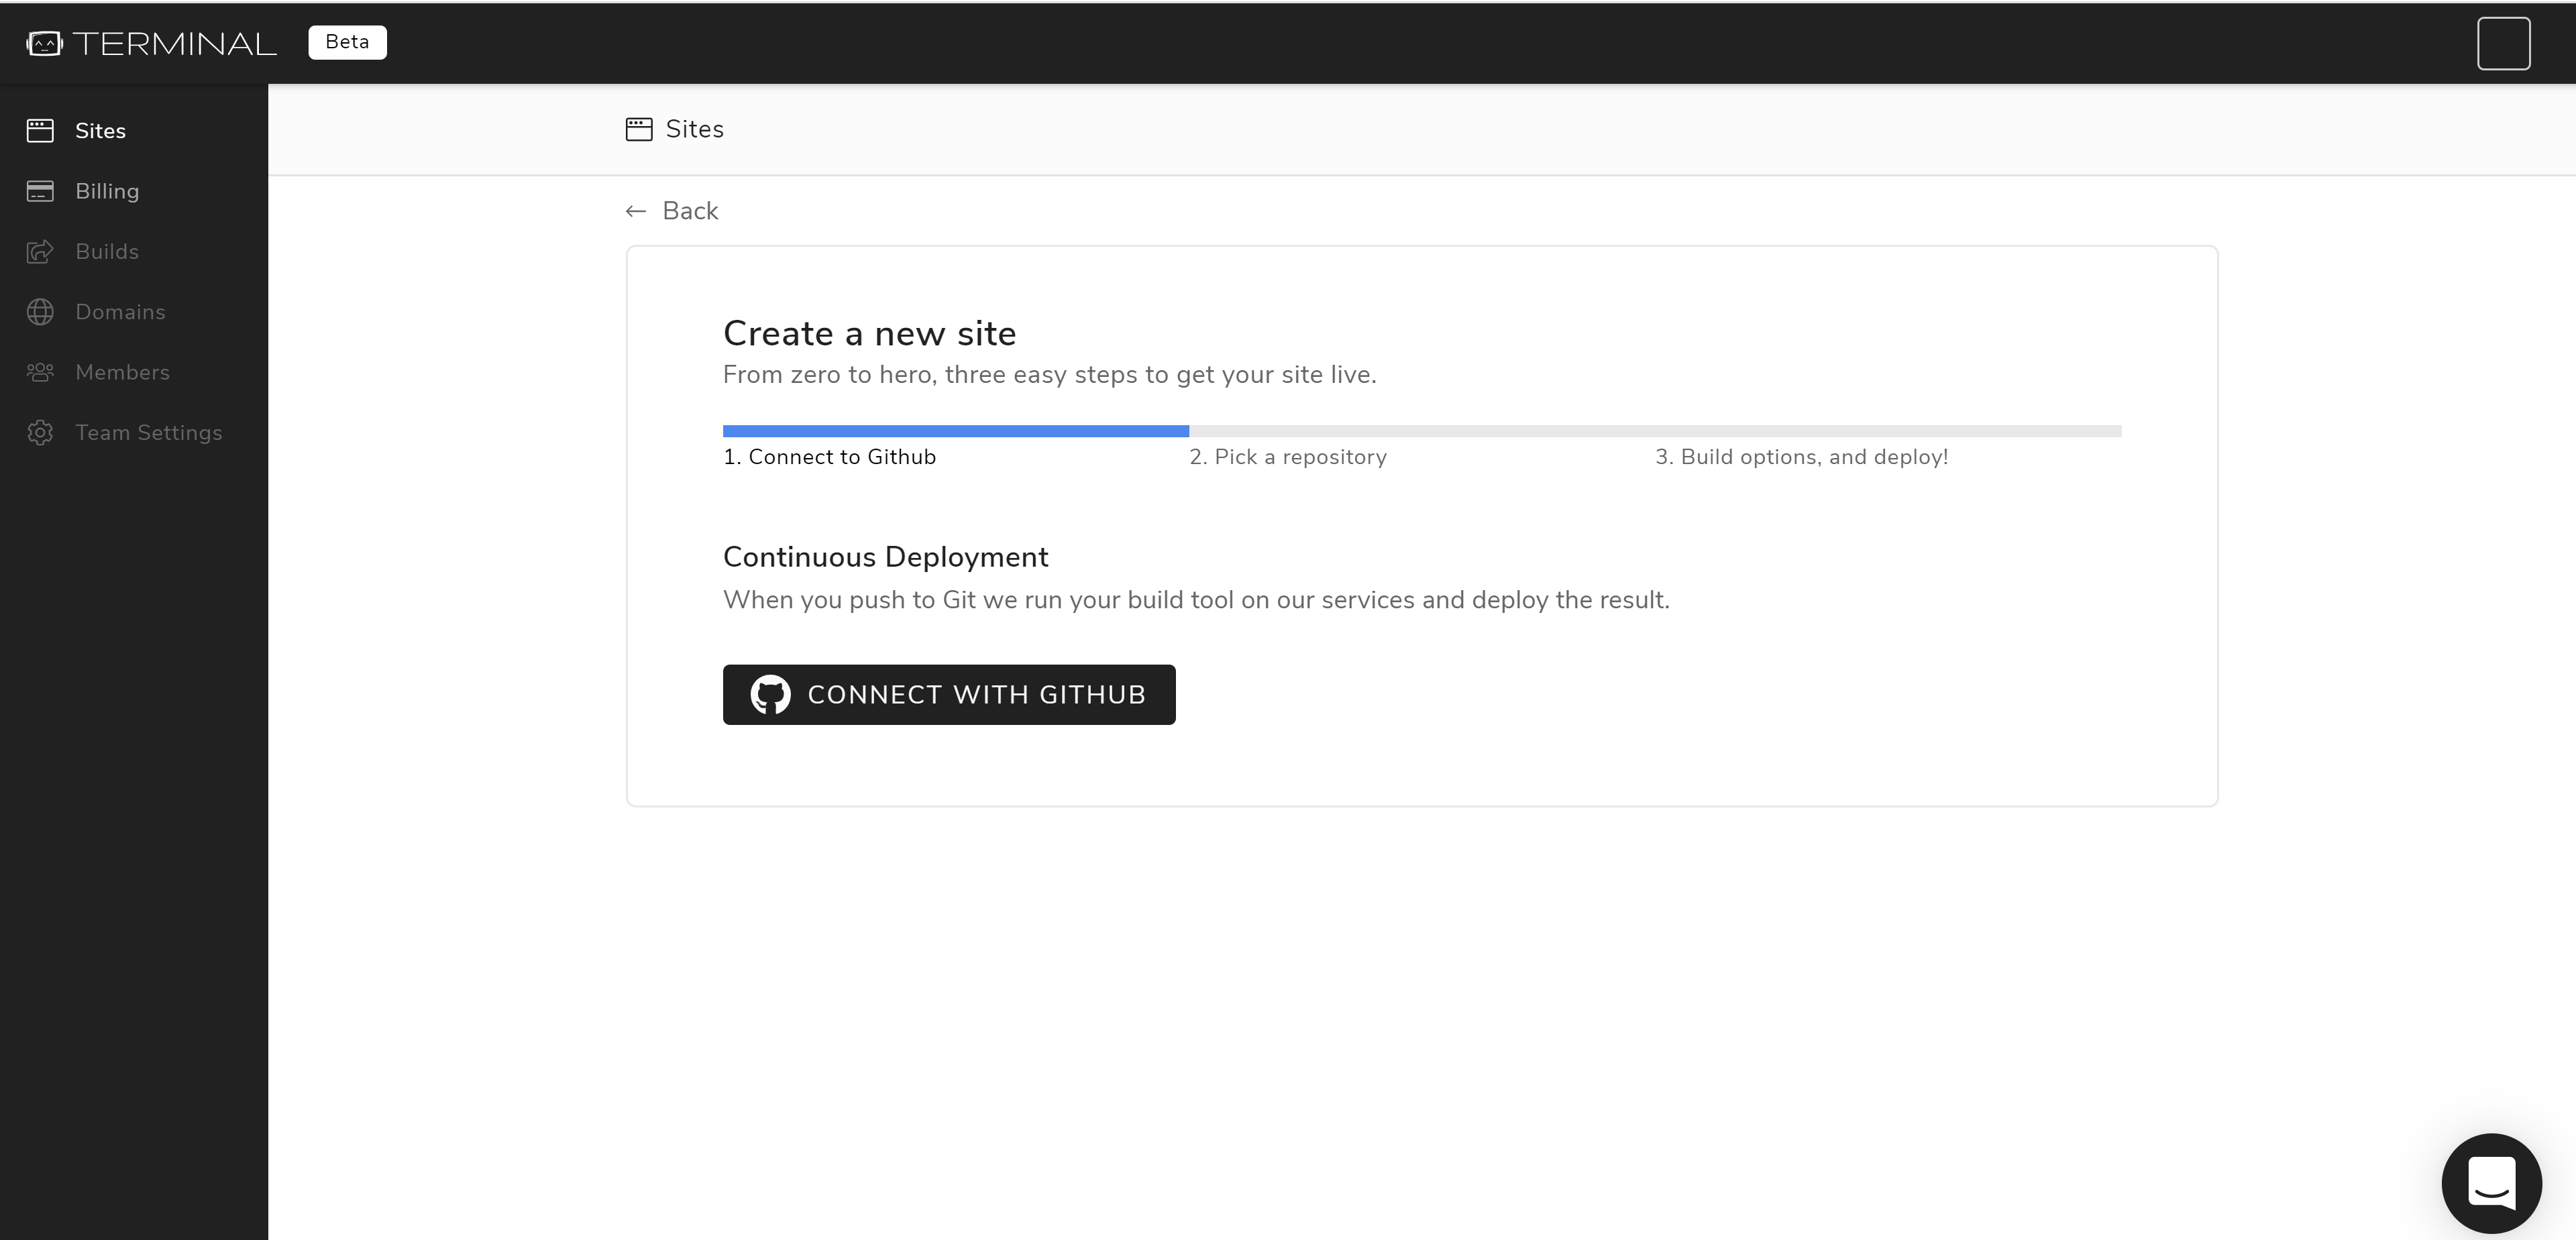 TERMINAL Beta
Sites
Billing
Builds
Domains
Members
Team Settings
Sites
Back
Create a new site
From zero to hero, three easy steps to get your site live.
1. Connect to Github 2. Pick a repository 3. Build options, and deploy!
Continuous Deployment
When you push to Git we run your build tool on our services and deploy the result.
CONNECT WITH GITHUB